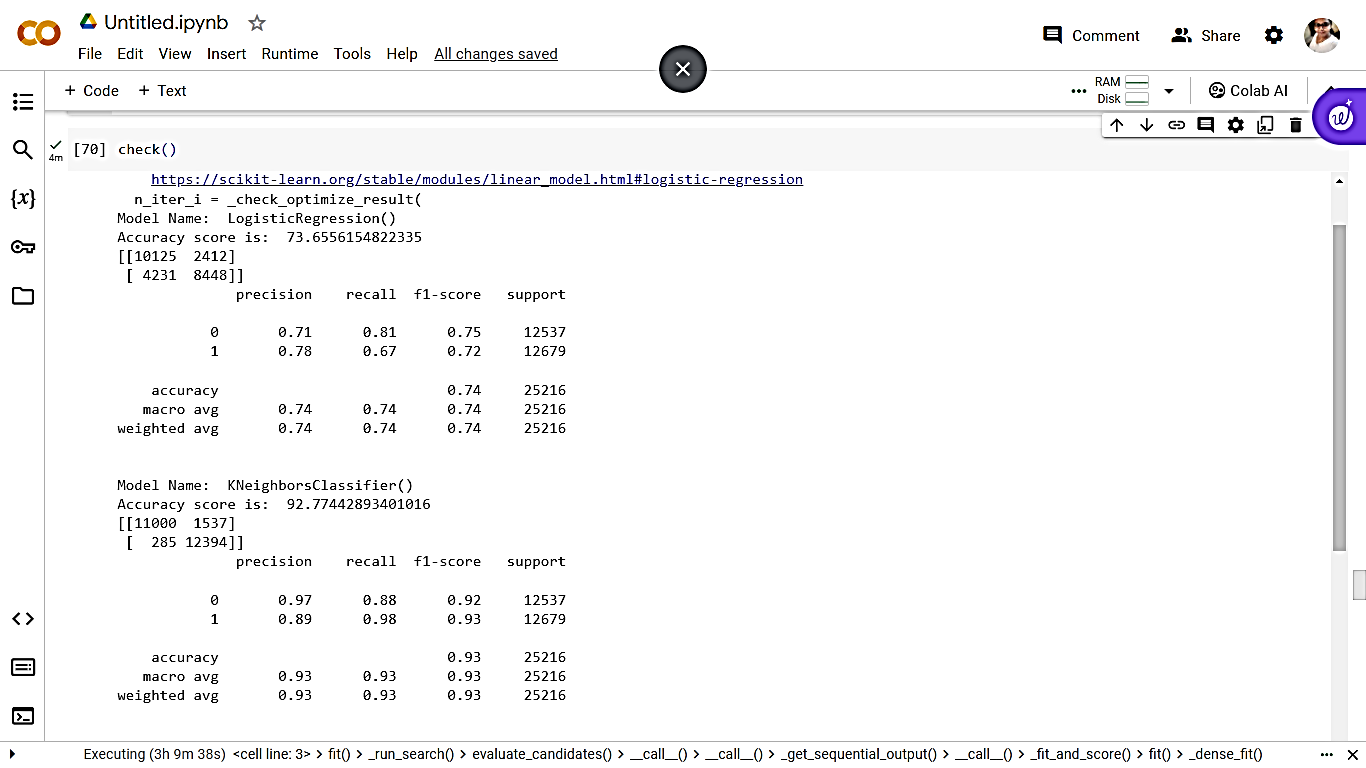 Untitled.ipynb
File Edit View Insert Runtime Tools Help All changes saved
Comment Share
+ Code + Text
RAM
Disk
Colab AI
4m
[70] check()
https://scikit-learn.org/stable/modules/linear_model.html#logistic-regression
n_iter_i = _check_optimize_result(
Model Name:  LogisticRegression()
Accuracy score is:  73.6556154822335
[[10125  2412]
 [ 4231  8448]]
precision    recall  f1-score   support
0       0.71      0.81      0.75     12537
1       0.78      0.67      0.72     12679
accuracy                           0.74     25216
macro avg       0.74      0.74      0.74     25216
weighted avg       0.74      0.74      0.74     25216
Model Name:  KNeighborsClassifier()
Accuracy score is:  92.77442893401016
[[11000  1537]
 [  285 12394]]
precision    recall  f1-score   support
0       0.97      0.88      0.92     12537
1       0.89      0.98      0.93     12679
accuracy                           0.93     25216
macro avg       0.93      0.93      0.93     25216
weighted avg       0.93      0.93      0.93     25216
Executing (3h 9m 38s) <cell line: 3> > fit() > _run_search() > evaluate_candidates() > __call__() > __call__() > _get_sequential_output() > __call__() > _fit_and_score() > fit() > _dense_fit()